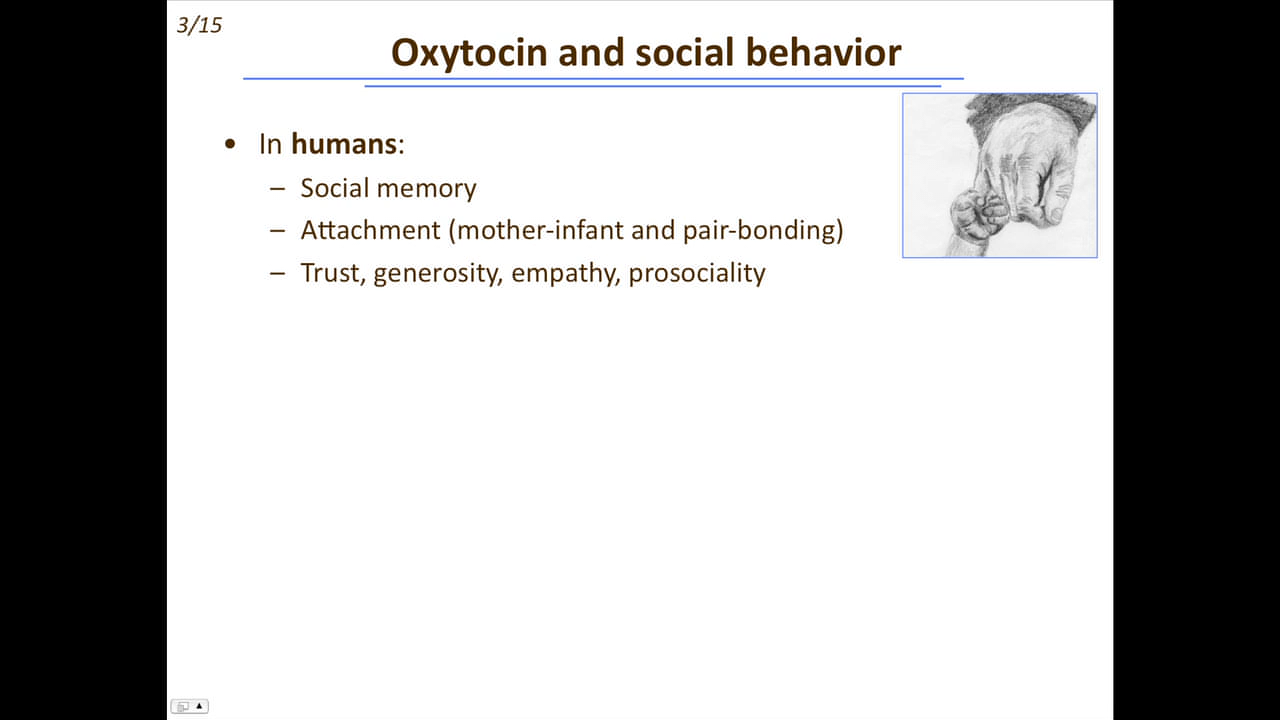 3/15
Oxytocin and social behavior
• In humans:
– Social memory
– Attachment (mother-infant and pair-bonding)
– Trust, generosity, empathy, prosociality